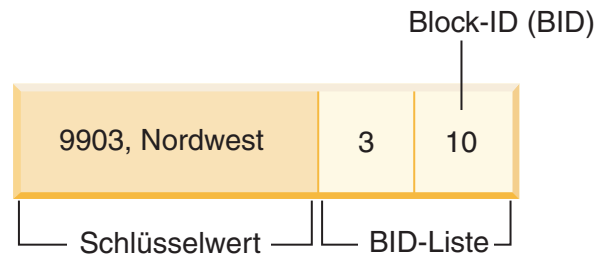 Block-ID (BID)
9903, Nordwest 3 10
Schlüsselwert BID-Liste